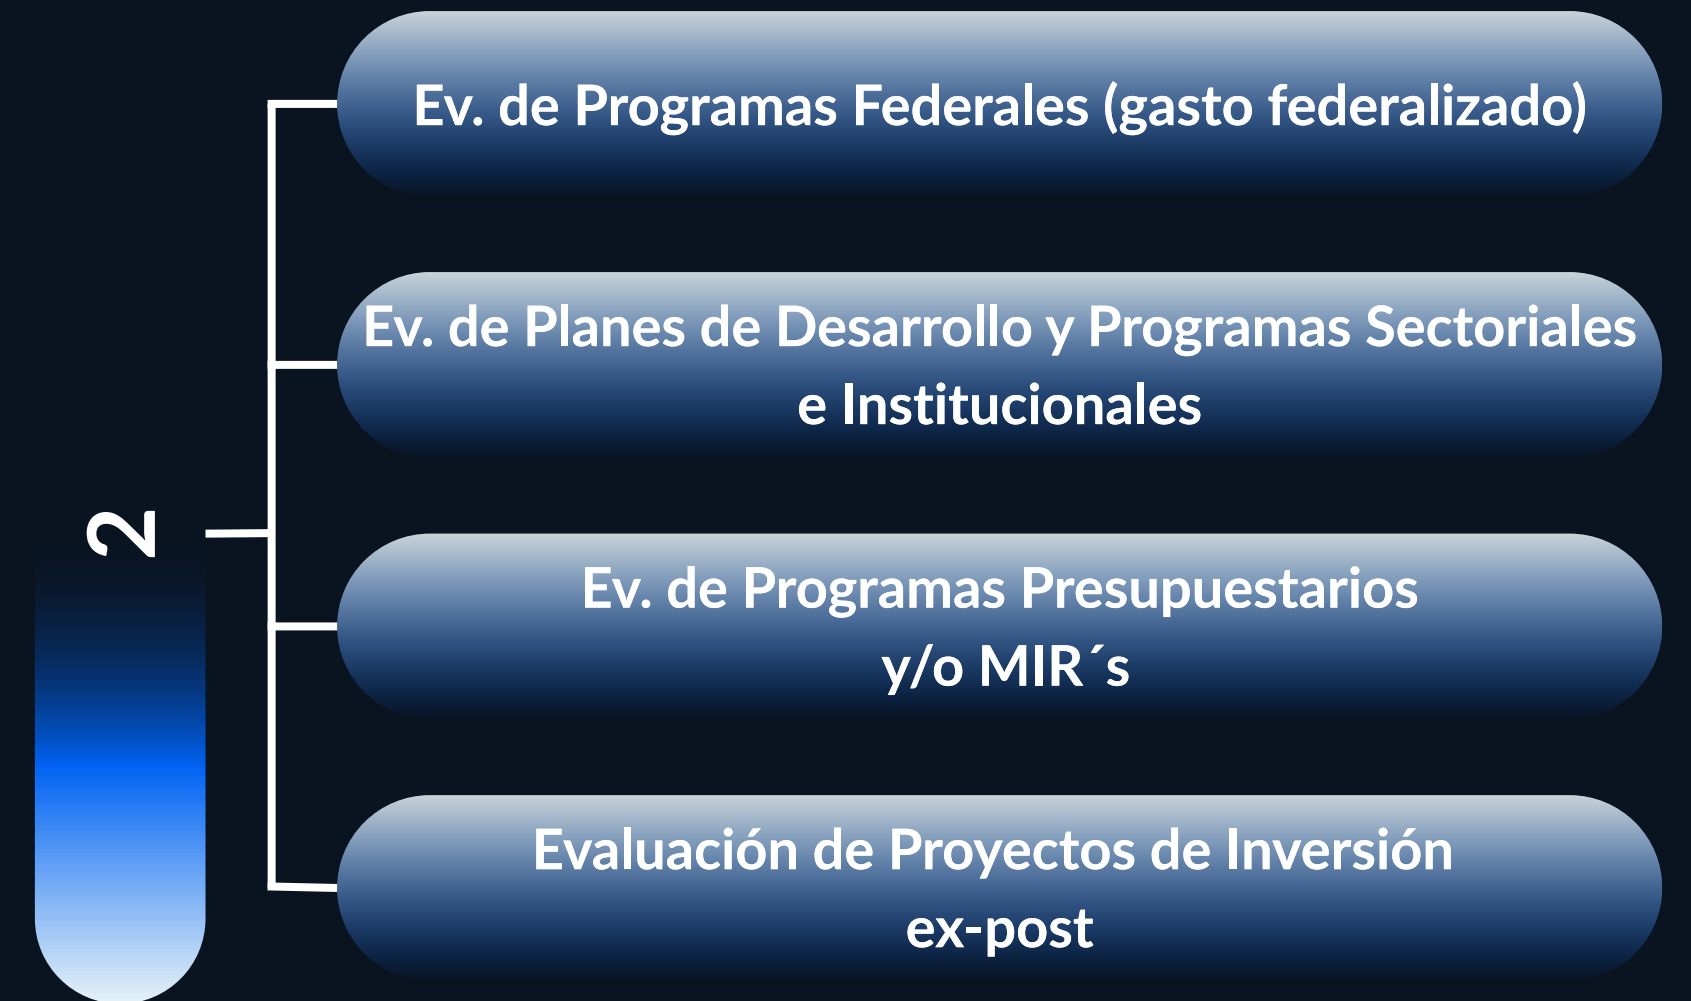 Ev. de Programas Federales (gasto federalizado)
Ev. de Planes de Desarrollo y Programas Sectoriales
e Institucionales
2
Ev. de Programas Presupuestarios
y/o MIR´s
Evaluación de Proyectos de Inversión
ex-post